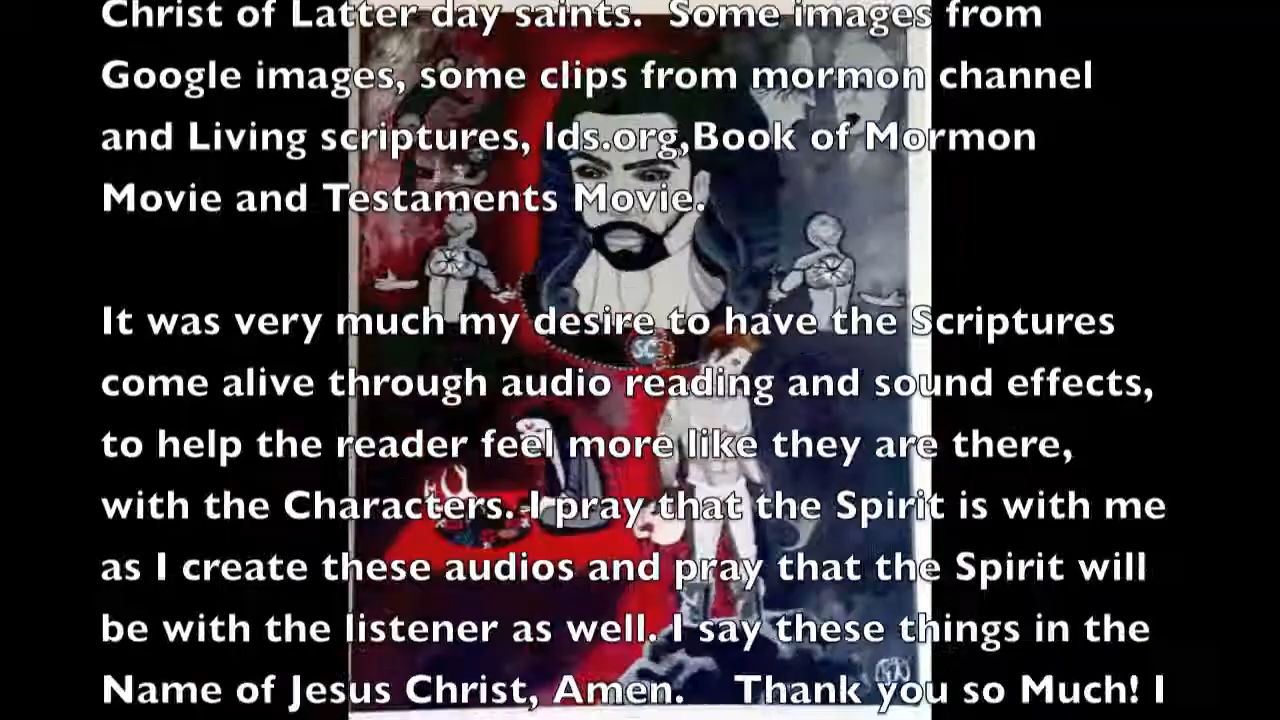 Christ of Latter day saints. Some images from
Google images, some clips from mormon channel
and Living scriptures, lds.org,Book of Mormon
Movie and Testaments Movie.
It was very much my desire to have the Scriptures
come alive through audio reading and sound effects,
SC
to help the reader feel more like they are there,
with the Characters. I pray that the Spirit is with me
as I create these audios and pray that the Spirit will
be with the listener as well. I say these things in the
Name of Jesus Christ, Amen. Thank you so Much! I